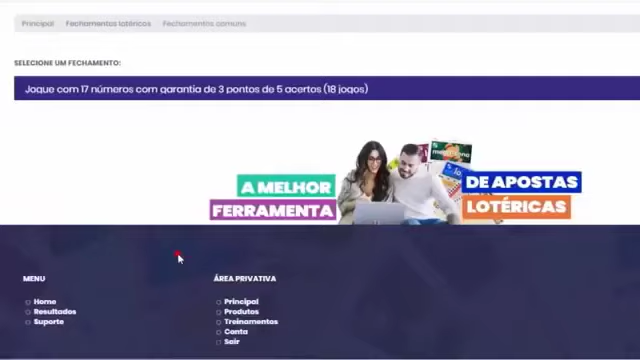 Principal Fechamentos lotéricos Fechamentos comuns
SELECIONE UM FECHAMENTO:
Jogue com 17 números com garantia de 3 pontos de 5 acertos (18 jogos)
A MELHOR
FERRAMENTA
DE APOSTAS
LOTÉRICAS
MENU
Home
Resultados
Suporte
ÁREA PRIVATIVA
Principal
Produtos
Treinamentos
Conta
Sair